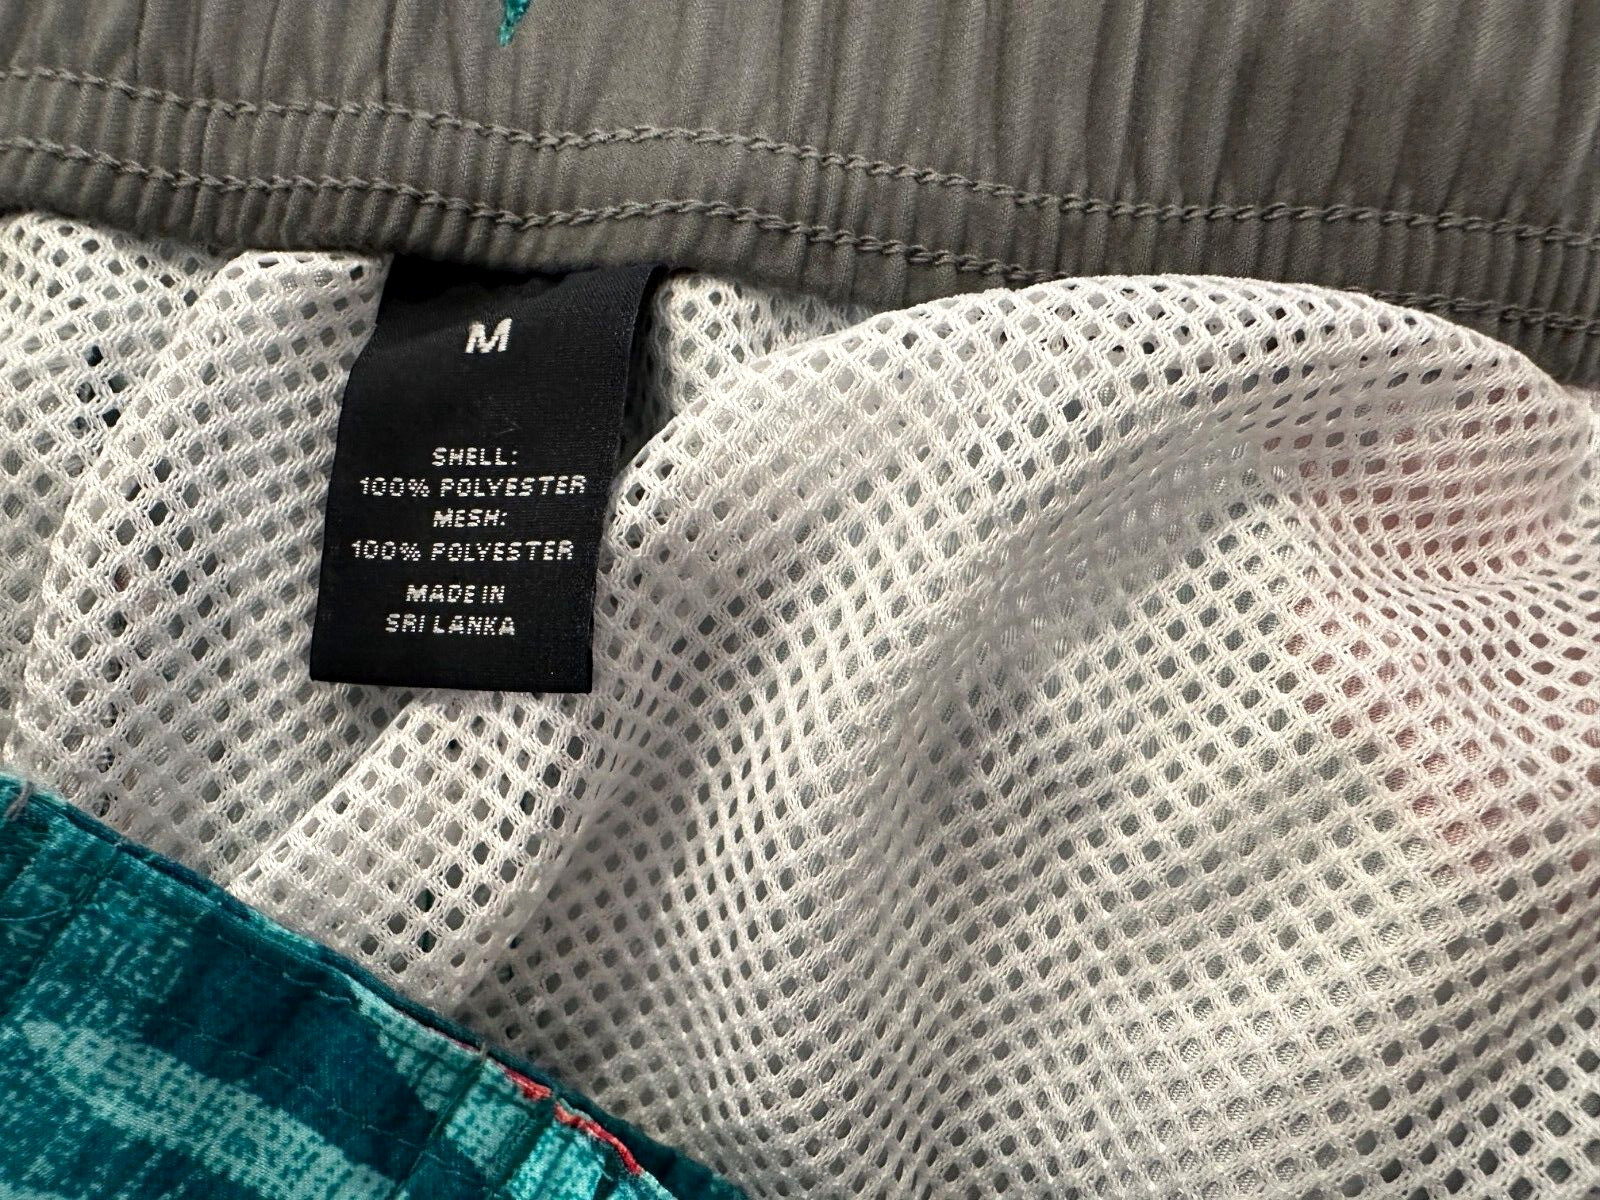 M
SHELL:
100% POLYESTER
MESH:
100% POLYESTER
MADE IN
SRI LANKA